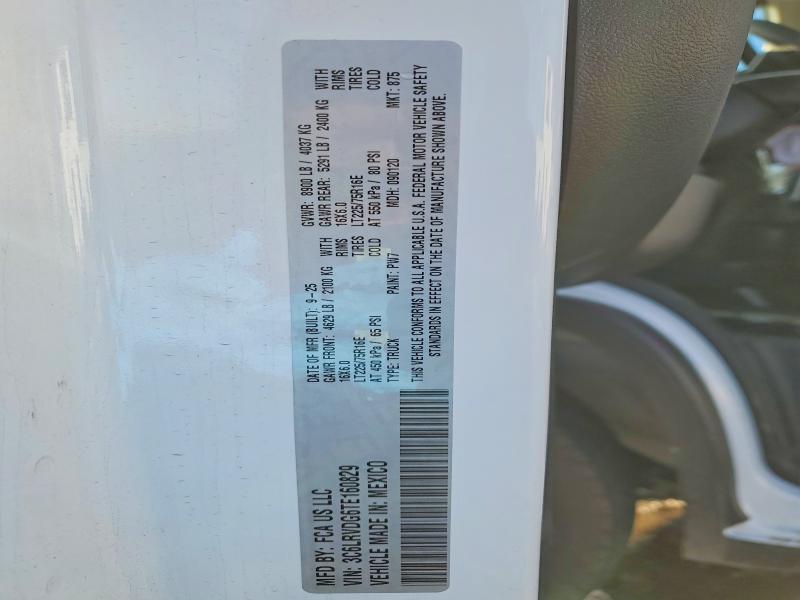 MFD BY: FCA US LLC
VIN: 3C6LRVDG6TE160829
VEHICLE MADE IN: MEXICO
DATE OF MFR (BUILT): 9-25 GVWR: 8900 LB / 4037 KG
GAWR FRONT: 4629 LB / 2100 KG WITH GAWR REAR: 5291 LB / 2400 KG WITH
16X6.0 RIMS 16X6.0 RIMS
LT225/75R16E TIRES LT225/75R16E TIRES
AT 450 kPa / 65 PSI COLD AT 550 kPa / 80 PSI COLD
TYPE: TRUCK PAINT: PW7 MDH: 090120 MKT: 875
THIS VEHICLE CONFORMS TO ALL APPLICABLE U.S.A. FEDERAL MOTOR VEHICLE SAFETY
STANDARDS IN EFFECT ON THE DATE OF MANUFACTURE SHOWN ABOVE.